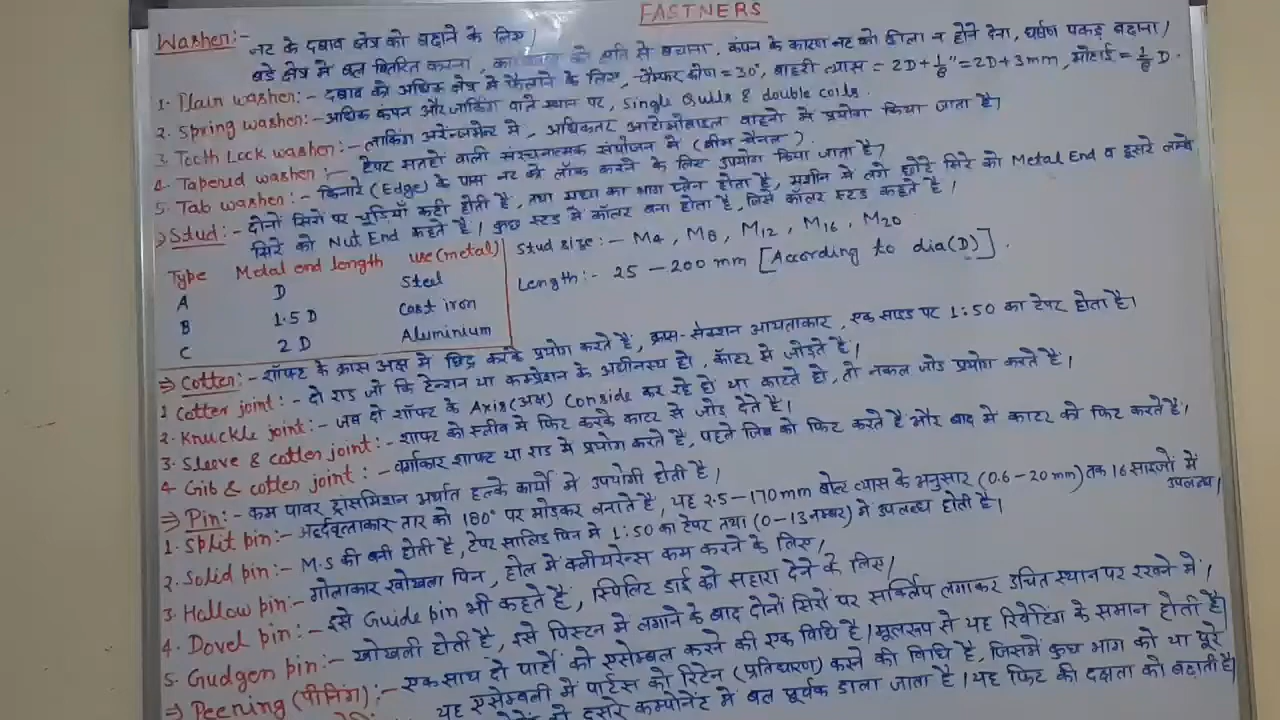 FASTNERS
Washer:- नट के दबाव क्षेत्र को बढ़ाने के लिए।
बड़े क्षेत्र में बल वितरित करना, को क्षति से बचाना, कंपन के कारण नट को ढीला न होने देना, घर्षण पकड़ बढ़ाना।
1. Plain washer:- दबाव को अधिक क्षेत्र में फैलाने के लिए, चैम्फर कोण = 30°, बाहरी व्यास = 2D + 1/8" = 2D + 3mm, मोटाई = 1/8 D.
2. Spring washer:- अधिक कंपन और जर्किंग वाले स्थान पर, Single & double coils.
3. Teeth Lock washer:- लाकिंग अरेन्जमेन्ट में, अधिकतर आटोमोबाइल वाहनों में प्रयोग किया जाता है।
4. Tapered washer:- टेपर सतहों वाली संरचनात्मक संयोजन में (बीम चैनल)
5. Tab washer:- किनारे (Edge) के पास नट को लॉक करने के लिए उपयोग किया जाता है।
⇒ Stud:- दोनों सिरों पर चूड़ियाँ कटी होती है, तथा मध्य का भाग प्लेन होता है, मशीन में लगे छोटे सिरे को Metal End व दूसरे लम्बे
सिरे को Nut End कहते है। कुछ स्टड में कॉलर बना होता है, जिसे कॉलर स्टड कहते है।
Type Metal end length use (metal)
A D Steel
B 1.5 D Cast iron
C 2 D Aluminium
Stud size:- M4, M8, M12, M16, M20
Length:- 25 – 200 mm [According to dia(D)].
⇒ Cotter:- शॉफ्ट के क्रास अक्ष में छिद्र करके प्रयोग करते है, क्रास-सेक्शन आयताकार, एक साइड पर 1:50 का टेपर होता है।
1 Cotter joint:- दो राड जो कि टेन्शन या कम्प्रेशन के अधीनस्थ हो, कॉटर से जोड़ते है।
2. Knuckle joint:- जब दो शॉफ्ट के Axis (अक्ष) Conside कर रहे हो या काटते हो, तो नकल जोड़ प्रयोग करते है।
3. Sleeve & cotter joint:- शाफ्ट को स्लीव में फिट करके काटर से जोड़ देते है।
4 Gib & cotter joint:- वर्गाकार शाफ्ट या राड में प्रयोग करते है, पहले जिब को फिट करते है और बाद में काटर को फिट करते है।
⇒ Pin:- कम पावर ट्रांसमिशन अर्थात हल्के कार्यो में उपयोगी होती है।
1. Split pin:- अर्द्धवृत्ताकार तार को 180° पर मोड़कर बनाते है, यह 2.5–170mm बोल्ट व्यास के अनुसार (0.6–20mm) तक 16 साइजों में उपलब्ध।
2. Solid pin:- M.S की बनी होती है, टेपर सालिड पिन में 1:50 का टेपर तथा (0–13 नम्बर) में उपलब्ध होती है।
3. Hallow pin:- गोलाकार खोखला पिन, होल में क्लीयरेन्स कम करने के लिए।
4. Dovel pin:- इसे Guide pin भी कहते है, स्पिलिट डाई को सहारा देने के लिए।
5. Gudgen pin:- खोखली होती है, इसे पिस्टन में लगाने के बाद दोनों सिरों पर सर्क्लिप लगाकर उचित स्थान पर रखने में।
⇒ Peening (पीनिंग):- एक साथ दो पार्टो को एसेम्बल करने की एक विधि है। मूलरूप से यह रिवेटिंग के समान होती है।
यह एसेम्बली में पार्टस को रिटेन (प्रतिधारण) करने की विधि है, जिसमें कुछ भाग को या पूरे
दूसरे कम्पोनेंट में बल पूर्वक डाला जाता है। यह फिट की दक्षता को बढ़ाती है।